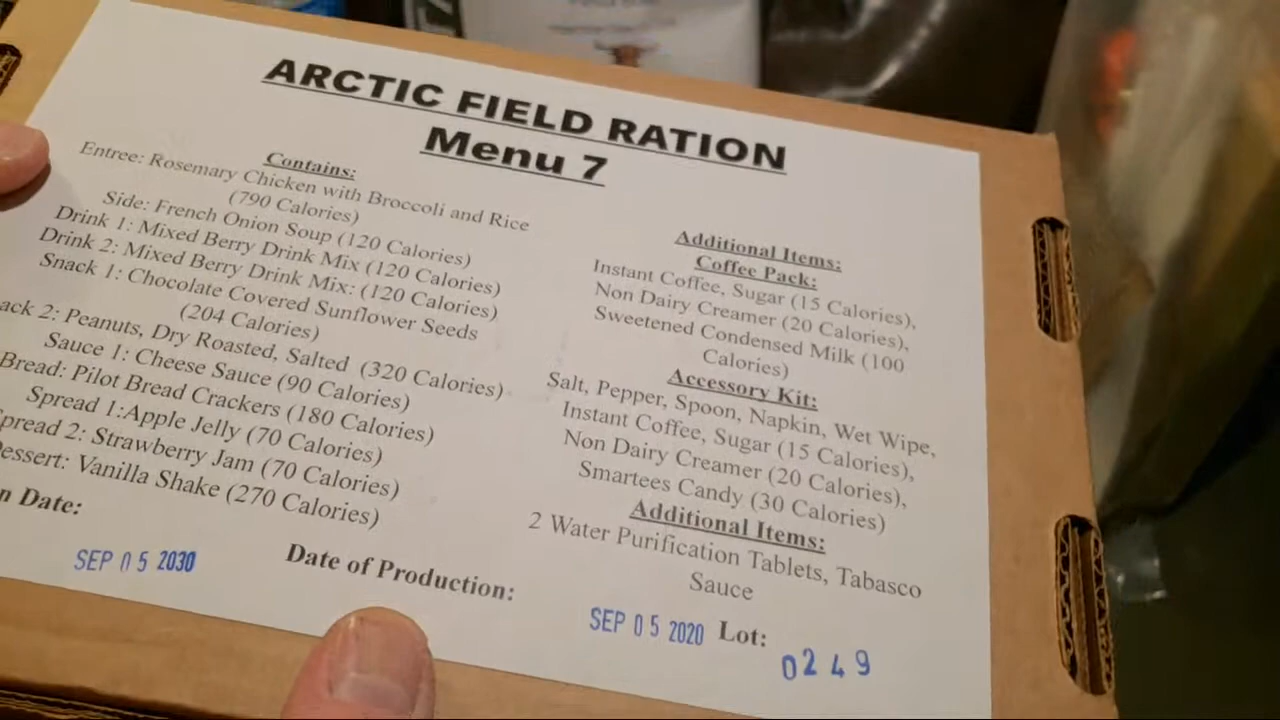 ARCTIC FIELD RATION
Menu 7
Contains:
Entree: Rosemary Chicken with Broccoli and Rice
(790 Calories)
Side: French Onion Soup (120 Calories)
Drink 1: Mixed Berry Drink Mix (120 Calories)
Drink 2: Mixed Berry Drink Mix: (120 Calories)
Snack 1: Chocolate Covered Sunflower Seeds
(204 Calories)
ack 2: Peanuts, Dry Roasted, Salted (320 Calories)
Sauce 1: Cheese Sauce (90 Calories)
Bread: Pilot Bread Crackers (180 Calories)
Spread 1:Apple Jelly (70 Calories)
pread 2: Strawberry Jam (70 Calories)
Dessert: Vanilla Shake (270 Calories)
n Date:
SEP 05 2030
Additional Items:
Coffee Pack:
Instant Coffee, Sugar (15 Calories),
Non Dairy Creamer (20 Calories),
Sweetened Condensed Milk (100
Calories)
Accessory Kit:
Salt, Pepper, Spoon, Napkin, Wet Wipe,
Instant Coffee, Sugar (15 Calories),
Non Dairy Creamer (20 Calories),
Smartees Candy (30 Calories)
Additional Items:
2 Water Purification Tablets, Tabasco
Sauce
Date of Production:
SEP 05 2020 Lot:
0249